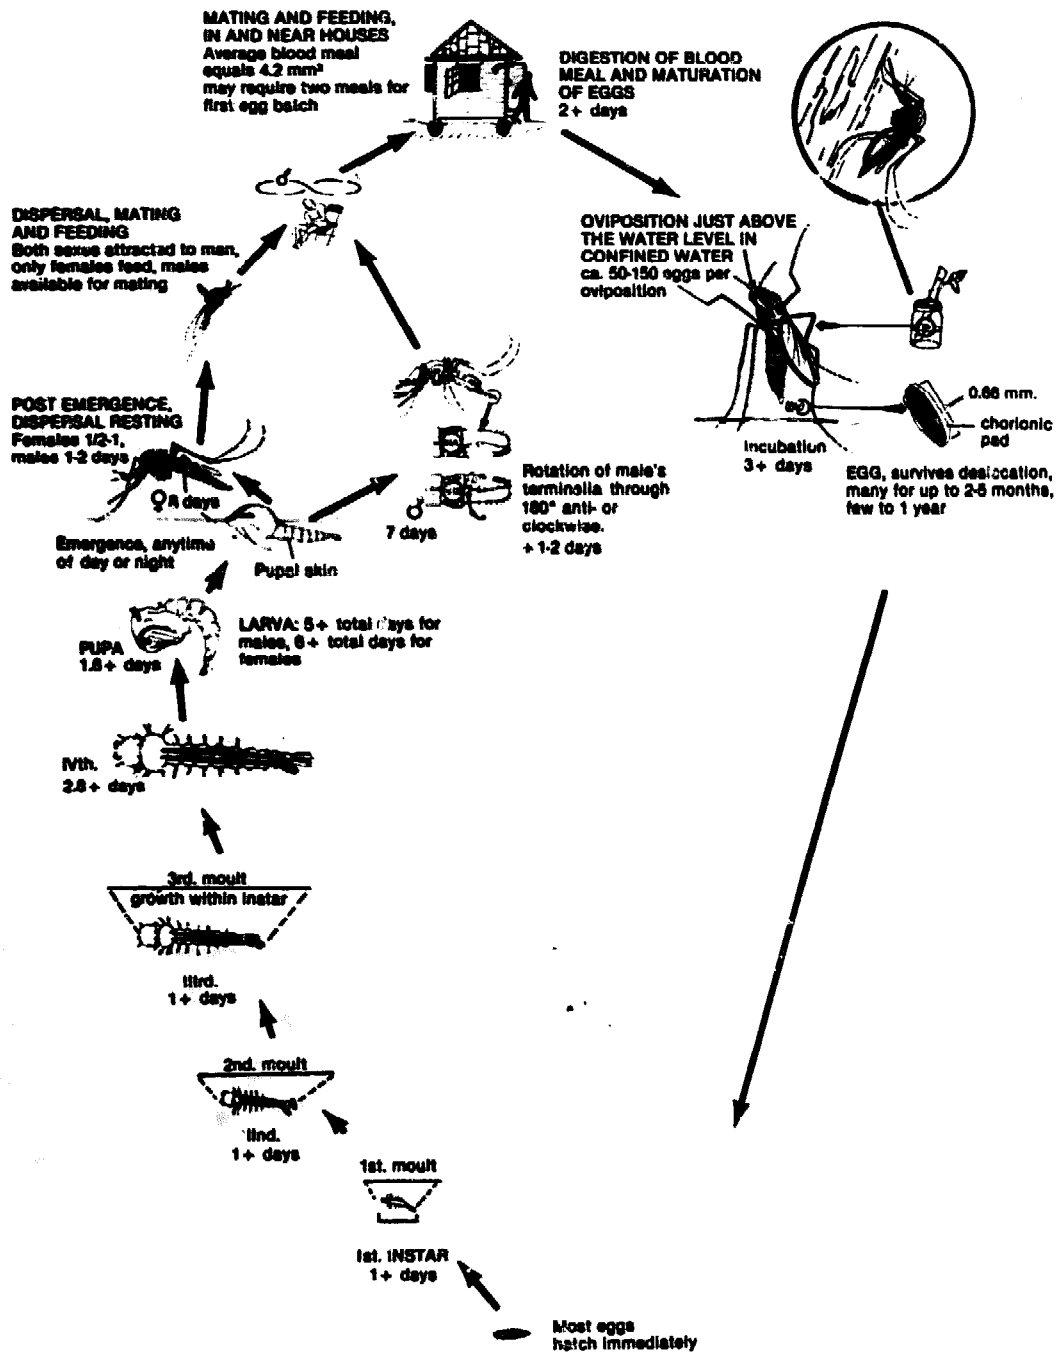 MATING AND FEEDING,
IN AND NEAR HOUSES
Average blood meal
equals 4.2 mm³
may require two meals for
first egg batch
DIGESTION OF BLOOD
MEAL AND MATURATION
OF EGGS
2+ days
DISPERSAL, MATING
AND FEEDING
Both sexes attracted to man,
only females feed, males
available for mating
OVIPOSITION JUST ABOVE
THE WATER LEVEL IN
CONFINED WATER
ca. 50-150 eggs per
oviposition
POST EMERGENCE,
DISPERSAL RESTING
Females 1/2-1,
males 1-2 days
♀ 8 days
Emergence, anytime
of day or night
Pupal skin
♂
7 days
Rotation of male's
terminalia through
180° anti- or
clockwise.
+ 1-2 days
0.66 mm.
chorionic
pad
Incubation
3+ days
EGG, survives desiccation,
many for up to 2-5 months,
few to 1 year
PUPA
LARVA: 5+ total days for
males, 6+ total days for
females
IVth.
3rd. moult
growth within instar
IIIrd.
1+ days
2nd. moult
IInd.
1+ days
1st. moult
Ist. INSTAR
1+ days
Most eggs
hatch immediately